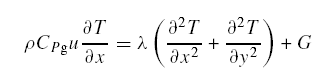 ρC_{Pg} u ∂T/∂x = λ (∂²T/∂x² + ∂²T/∂y²) + G